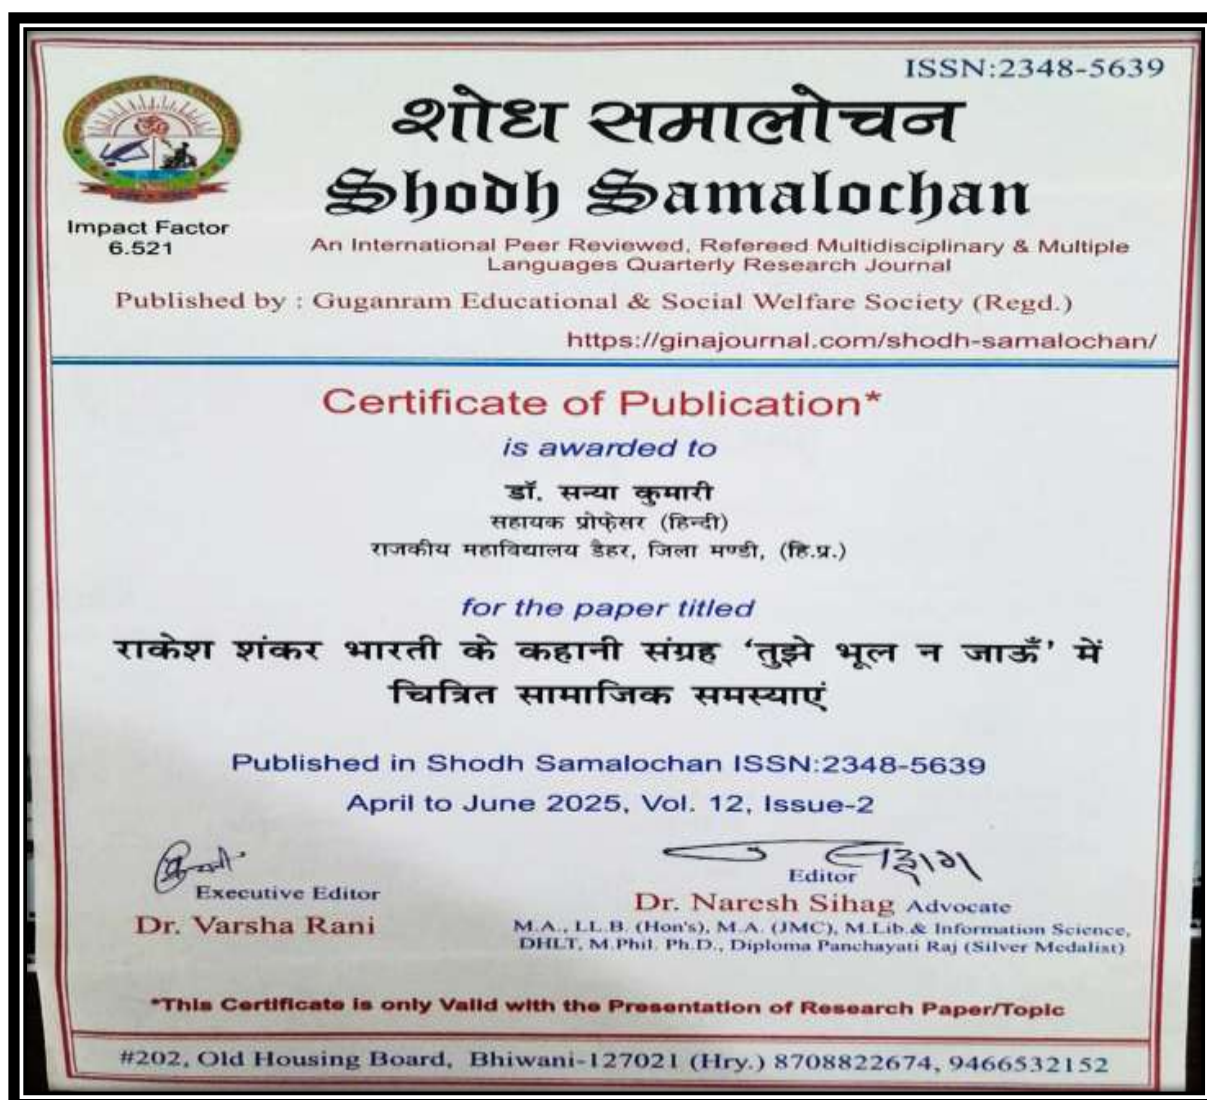 ISSN:2348-5639
शोध समालोचन
Shodh Samalochan
Impact Factor
6.521
An International Peer Reviewed, Refereed Multidisciplinary & Multiple
Languages Quarterly Research Journal
Published by : Guganram Educational & Social Welfare Society (Regd.)
https://ginajournal.com/shodh-samalochan/
Certificate of Publication*
is awarded to
डॉ. सन्या कुमारी
सहायक प्रोफ़ेसर (हिन्दी)
राजकीय महाविद्यालय डैहर, जिला मण्डी, (हि.प्र.)
for the paper titled
राकेश शंकर भारती के कहानी संग्रह ‘तुझे भूल न जाऊँ’ में
चित्रित सामाजिक समस्याएं
Published in Shodh Samalochan ISSN:2348-5639
April to June 2025, Vol. 12, Issue-2
Executive Editor
Dr. Varsha Rani
Editor
Dr. Naresh Sihag Advocate
M.A., LL.B. (Hon's), M.A. (JMC), M.Lib.& Information Science,
DHLT, M.Phil. Ph.D., Diploma Panchayati Raj (Silver Medalist)
*This Certificate is only Valid with the Presentation of Research Paper/Topic
#202, Old Housing Board, Bhiwani-127021 (Hry.) 8708822674, 9466532152